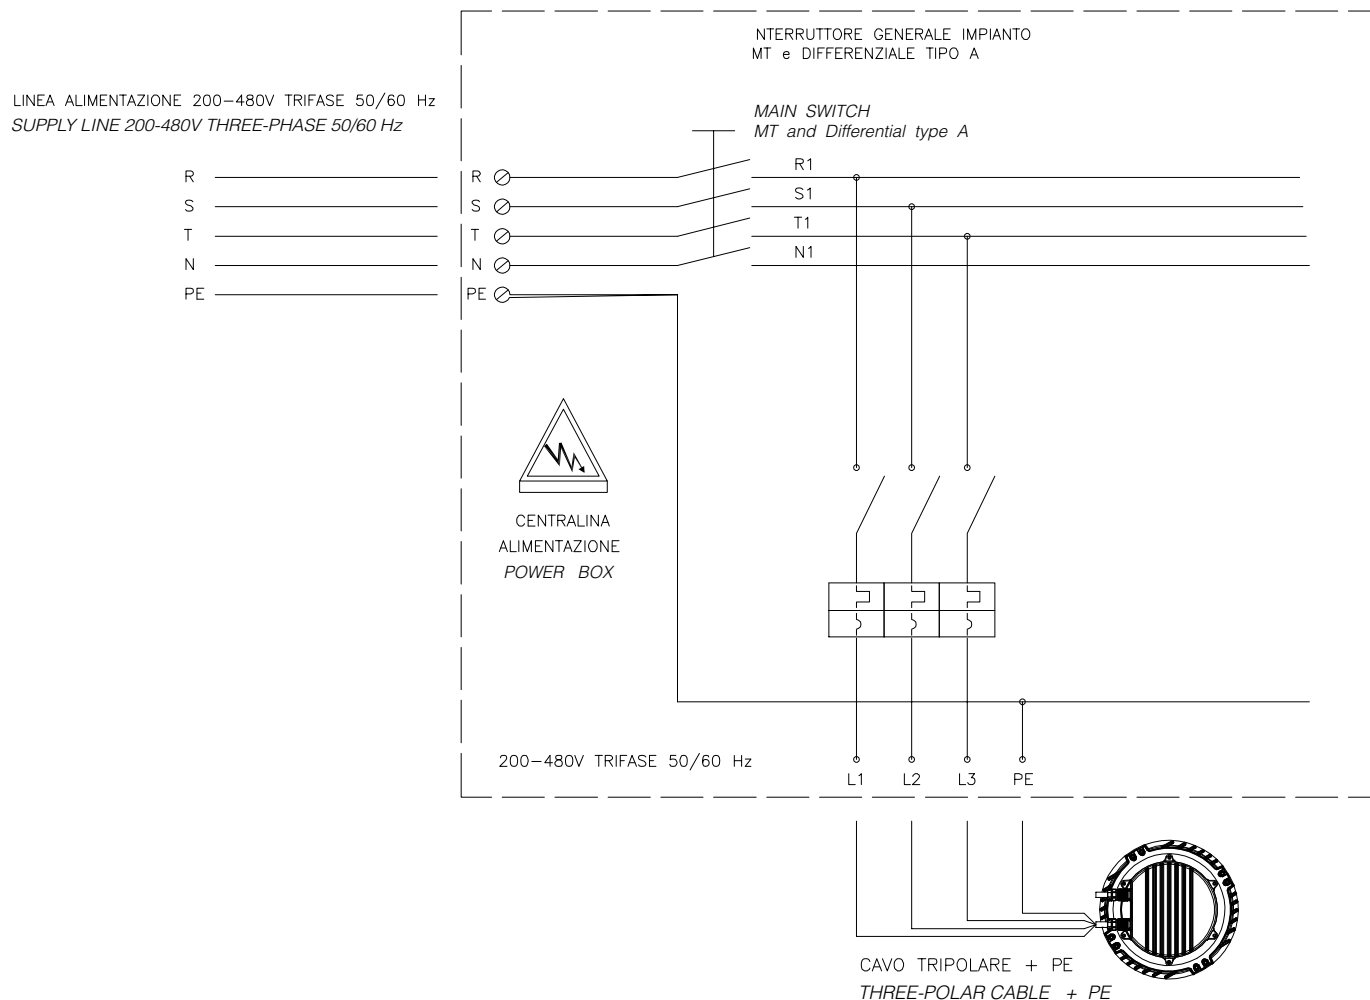 NTERRUTTORE GENERALE IMPIANTO
MT e DIFFERENZIALE TIPO A
LINEA ALIMENTAZIONE 200-480V TRIFASE 50/60 Hz
SUPPLY LINE 200-480V THREE-PHASE 50/60 Hz
MAIN SWITCH
MT and Differential type A
R R R1
S S S1
T T T1
N N N1
PE PE
CENTRALINA
ALIMENTAZIONE
POWER BOX
200-480V TRIFASE 50/60 Hz
L1 L2 L3 PE
CAVO TRIPOLARE + PE
THREE-POLAR CABLE + PE